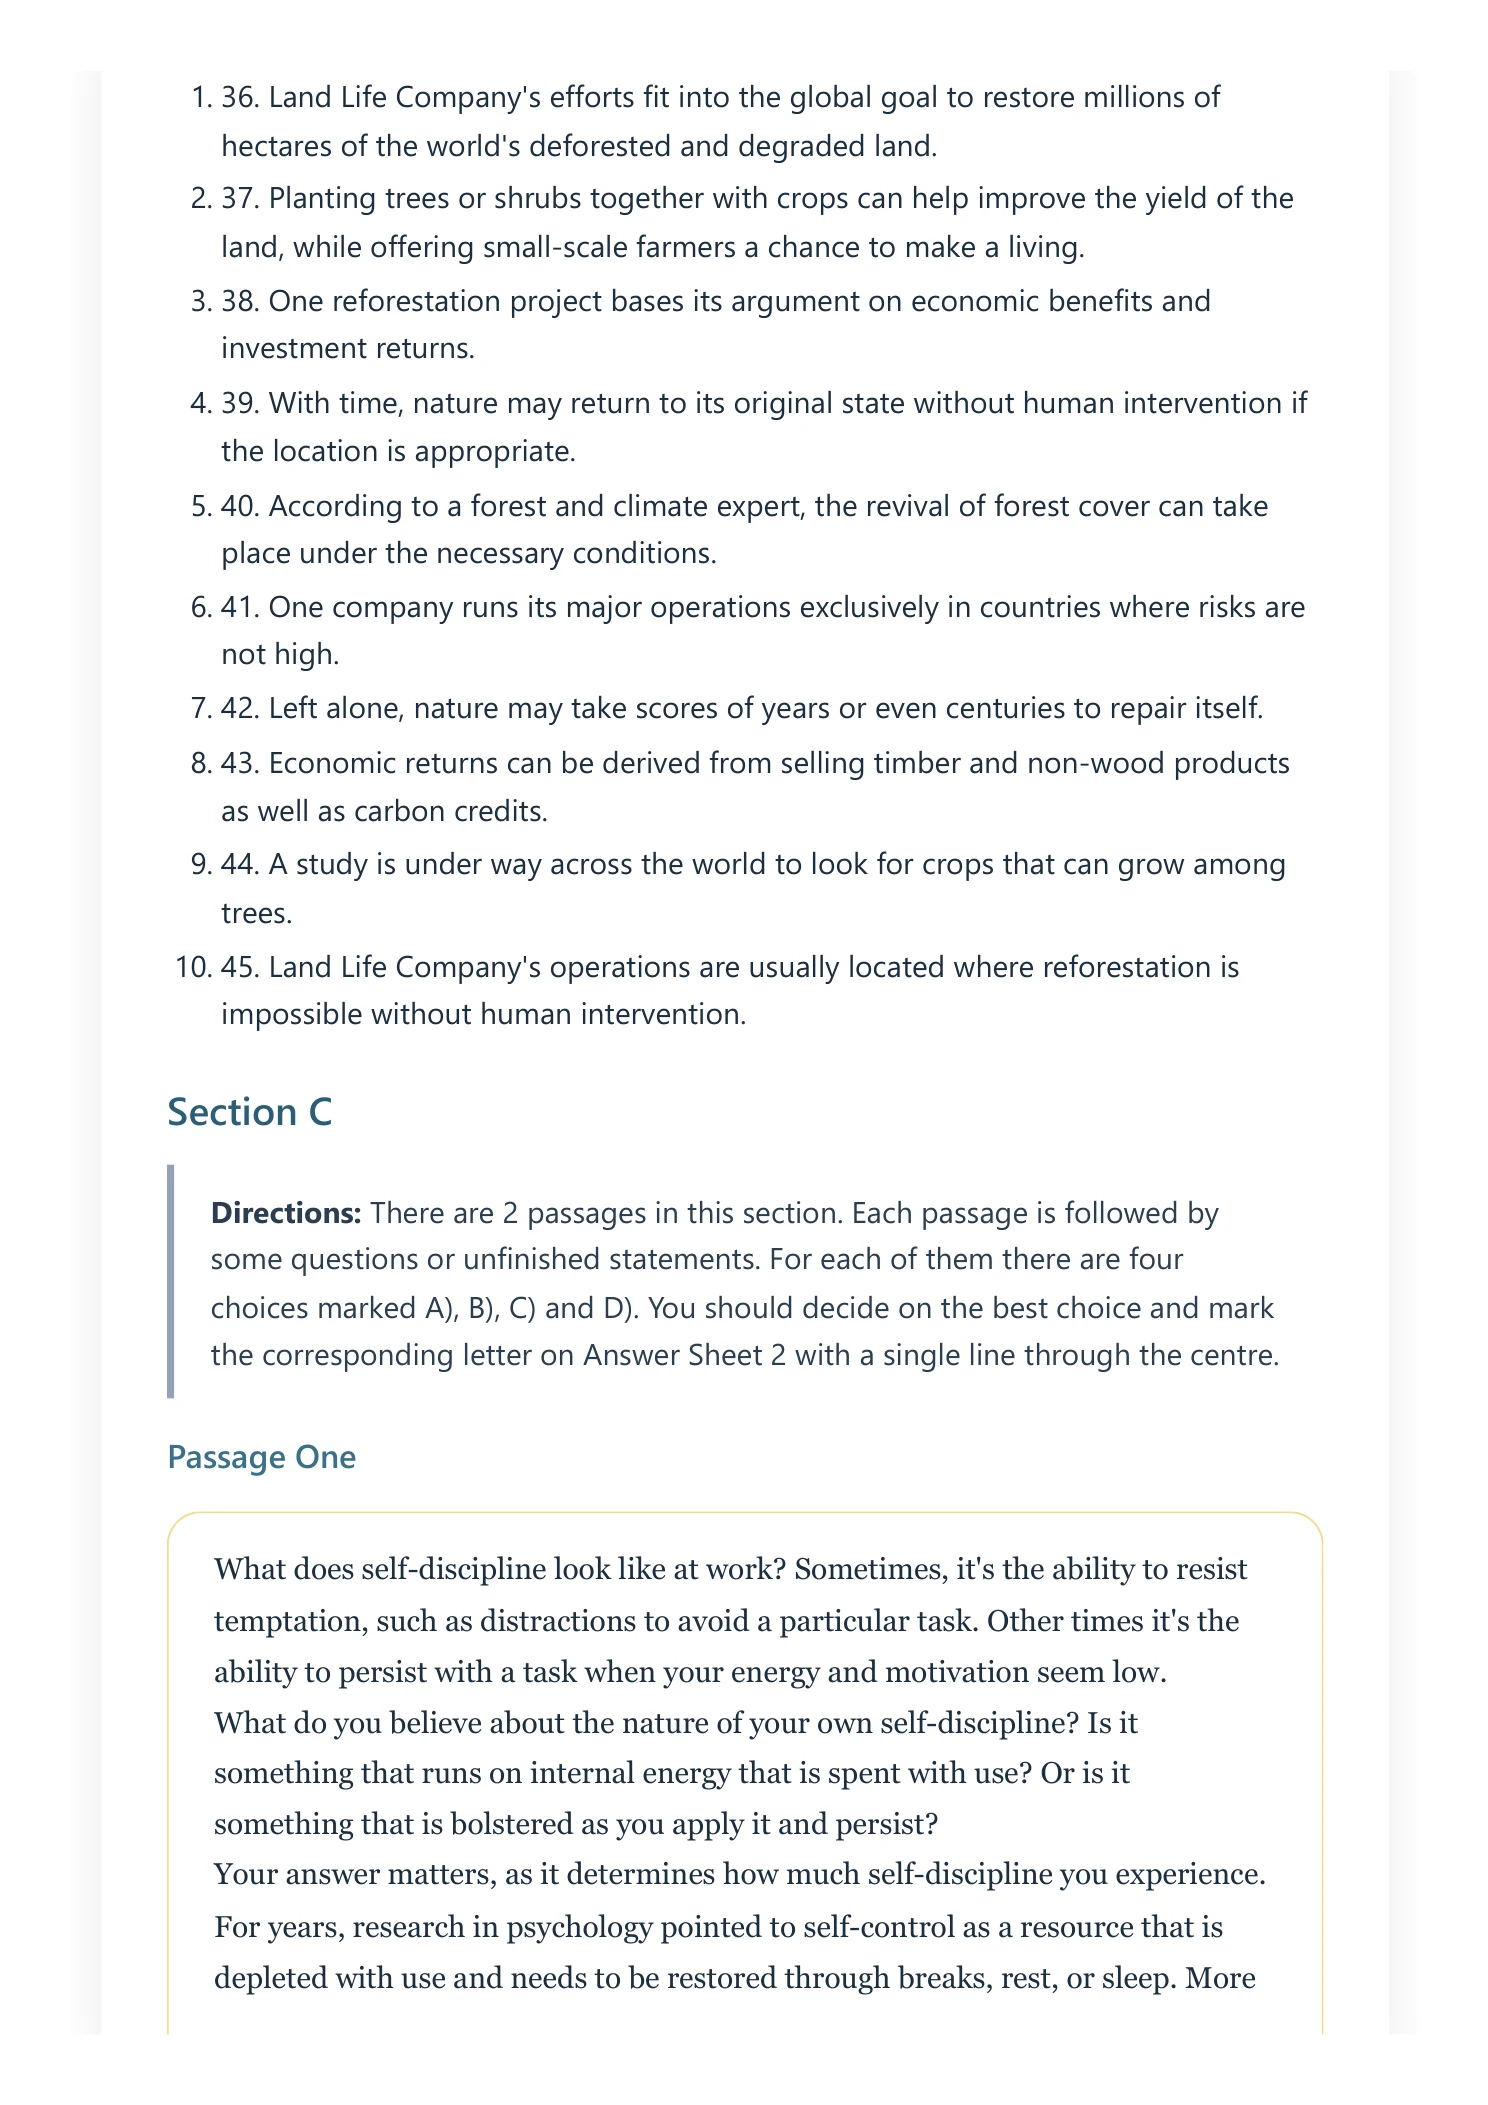 1. 36. Land Life Company's efforts fit into the global goal to restore millions of
hectares of the world's deforested and degraded land.
2. 37. Planting trees or shrubs together with crops can help improve the yield of the
land, while offering small-scale farmers a chance to make a living.
3. 38. One reforestation project bases its argument on economic benefits and
investment returns.
4. 39. With time, nature may return to its original state without human intervention if
the location is appropriate.
5. 40. According to a forest and climate expert, the revival of forest cover can take
place under the necessary conditions.
6. 41. One company runs its major operations exclusively in countries where risks are
not high.
7. 42. Left alone, nature may take scores of years or even centuries to repair itself.
8. 43. Economic returns can be derived from selling timber and non-wood products
as well as carbon credits.
9. 44. A study is under way across the world to look for crops that can grow among
trees.
10. 45. Land Life Company's operations are usually located where reforestation is
impossible without human intervention.
Section C
Directions: There are 2 passages in this section. Each passage is followed by
some questions or unfinished statements. For each of them there are four
choices marked A), B), C) and D). You should decide on the best choice and mark
the corresponding letter on Answer Sheet 2 with a single line through the centre.
Passage One
What does self-discipline look like at work? Sometimes, it's the ability to resist
temptation, such as distractions to avoid a particular task. Other times it's the
ability to persist with a task when your energy and motivation seem low.
What do you believe about the nature of your own self-discipline? Is it
something that runs on internal energy that is spent with use? Or is it
something that is bolstered as you apply it and persist?
Your answer matters, as it determines how much self-discipline you experience.
For years, research in psychology pointed to self-control as a resource that is
depleted with use and needs to be restored through breaks, rest, or sleep. More